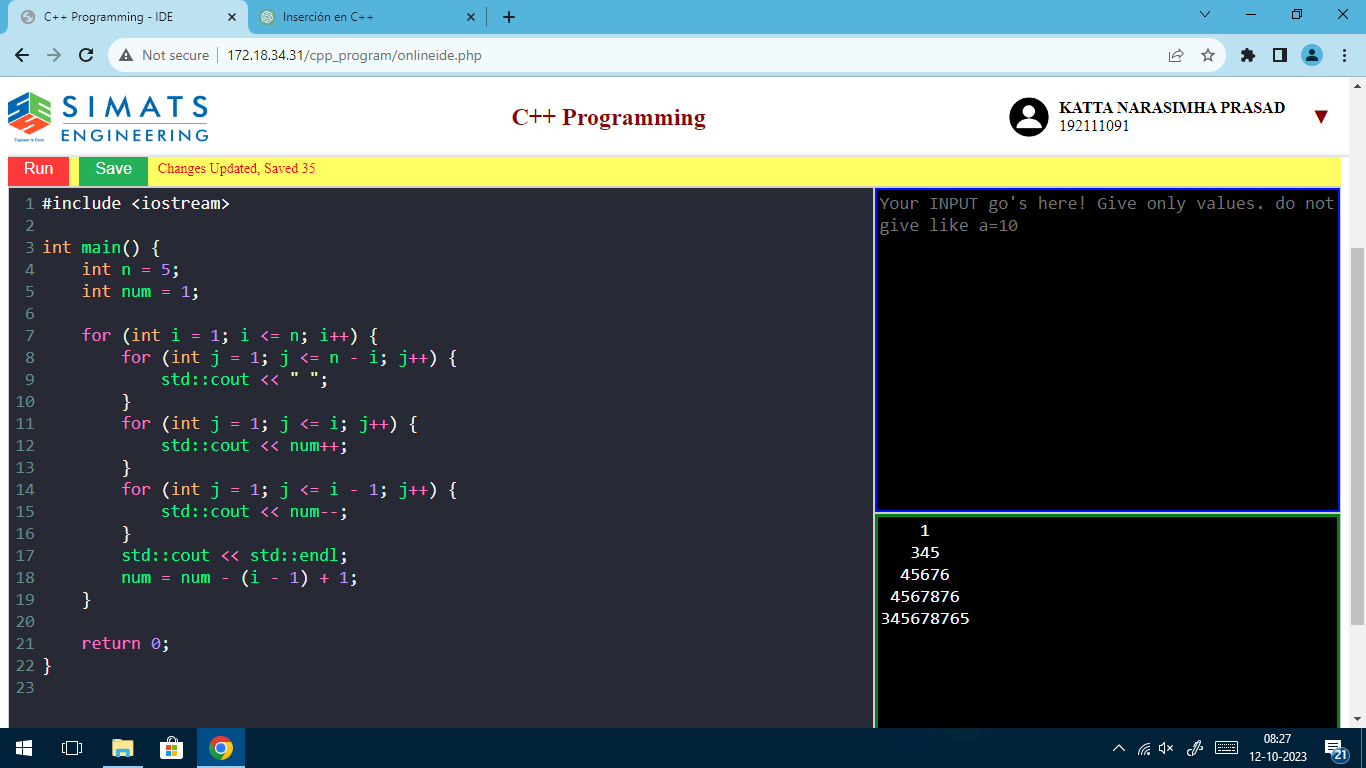 C++ Programming - IDE
Inserción en C++
Not secure
172.18.34.31/cpp_program/onlineide.php
SIMATS
ENGINEERING
Engineer to Excel
C++ Programming
KATTA NARASIMHA PRASAD
192111091
Run
Save
Changes Updated, Saved 35
1 #include <iostream>
2
3 int main() {
4     int n = 5;
5     int num = 1;
6
7     for (int i = 1; i <= n; i++) {
8         for (int j = 1; j <= n - i; j++) {
9             std::cout << " ";
10         }
11         for (int j = 1; j <= i; j++) {
12             std::cout << num++;
13         }
14         for (int j = 1; j <= i - 1; j++) {
15             std::cout << num--;
16         }
17         std::cout << std::endl;
18         num = num - (i - 1) + 1;
19     }
20
21     return 0;
22 }
23
Your INPUT go's here! Give only values. do not
give like a=10
    1
   345
  45676
 4567876
345678765
08:27
12-10-2023
21